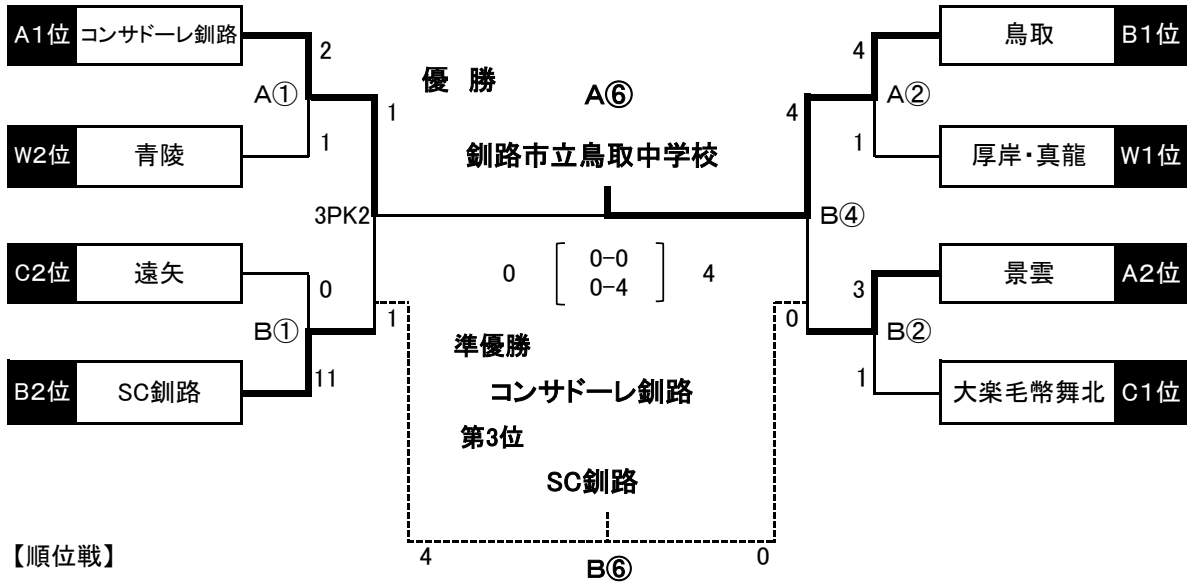 A1位 コンサドーレ釧路
2
A①
1
W2位 青陵
1
3PK2
C2位 遠矢
0
B①
1
B2位 SC釧路
11
優 勝
A⑥
釧路市立鳥取中学校
0 0-0 4
0-4
準優勝
コンサドーレ釧路
第3位
SC釧路
4 B⑥ 0
鳥取 B1位
4
A②
4
1
厚岸・真龍 W1位
B④
景雲 A2位
3
0
B②
1
大楽毛幣舞北 C1位
【順位戦】